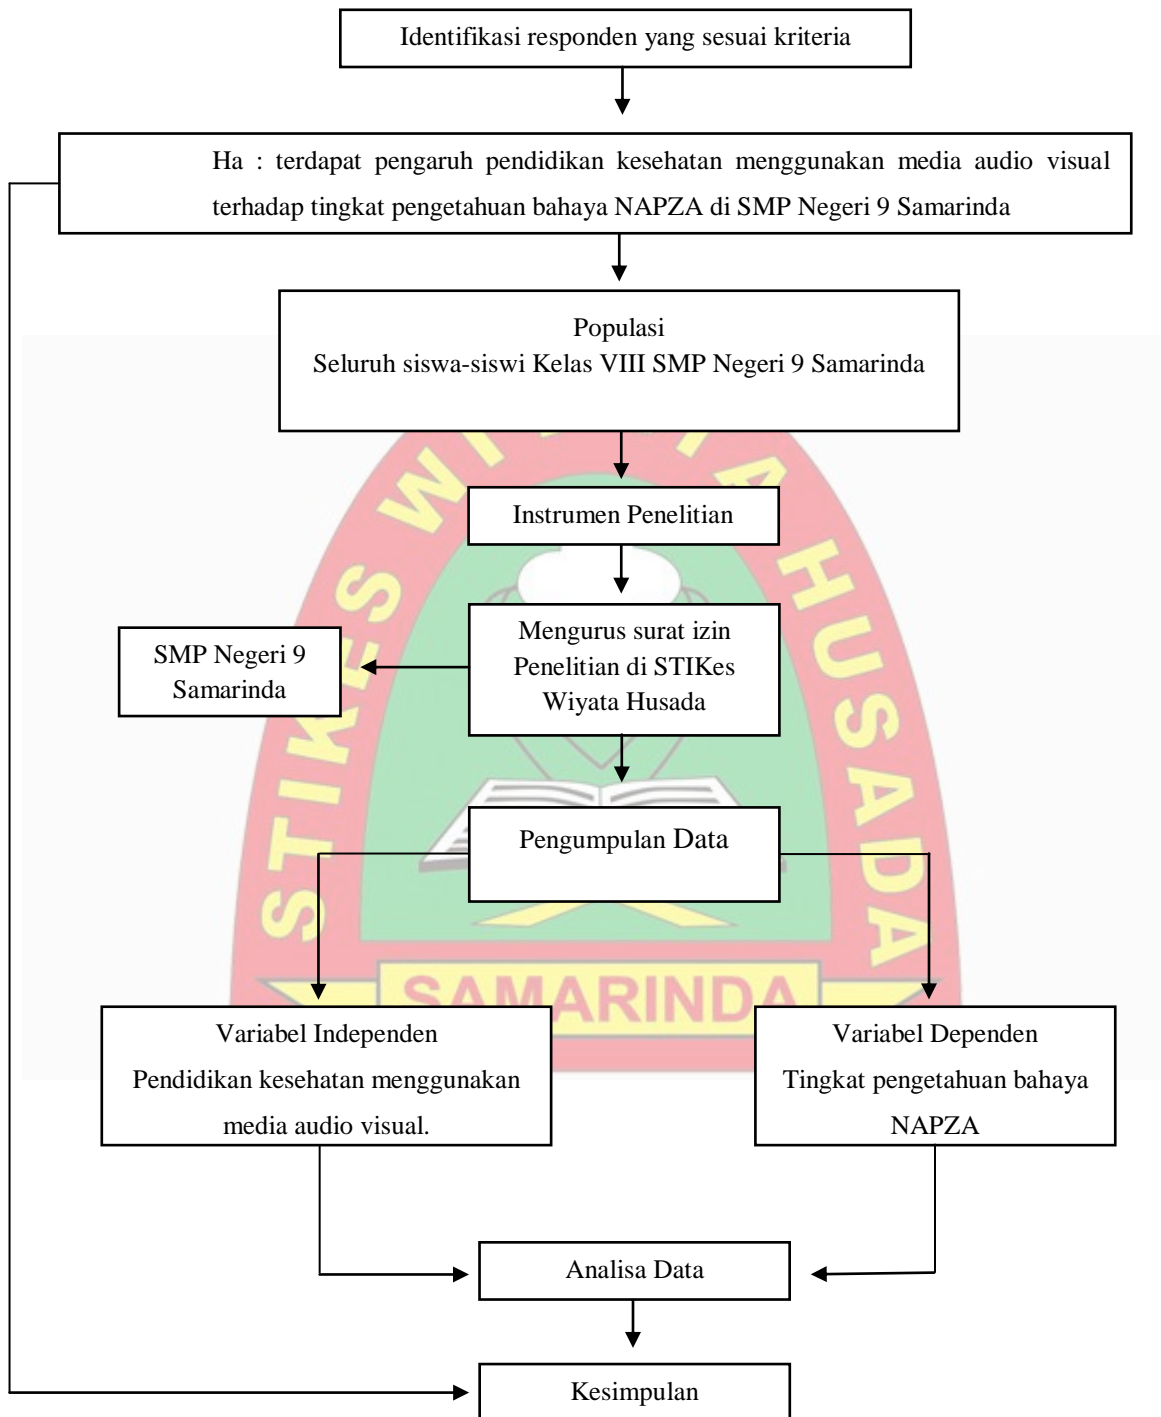 Identifikasi responden yang sesuai kriteria
Ha : terdapat pengaruh pendidikan kesehatan menggunakan media audio visual
terhadap tingkat pengetahuan bahaya NAPZA di SMP Negeri 9 Samarinda
Populasi
Seluruh siswa-siswi Kelas VIII SMP Negeri 9 Samarinda
Instrumen Penelitian
SMP Negeri 9
Samarinda
Mengurus surat izin
Penelitian di STIKes
Wiyata Husada
Pengumpulan Data
Variabel Independen
Pendidikan kesehatan menggunakan
media audio visual.
Variabel Dependen
Tingkat pengetahuan bahaya
NAPZA
Analisa Data
Kesimpulan
STIKES
HUSADA
SAMARINDA